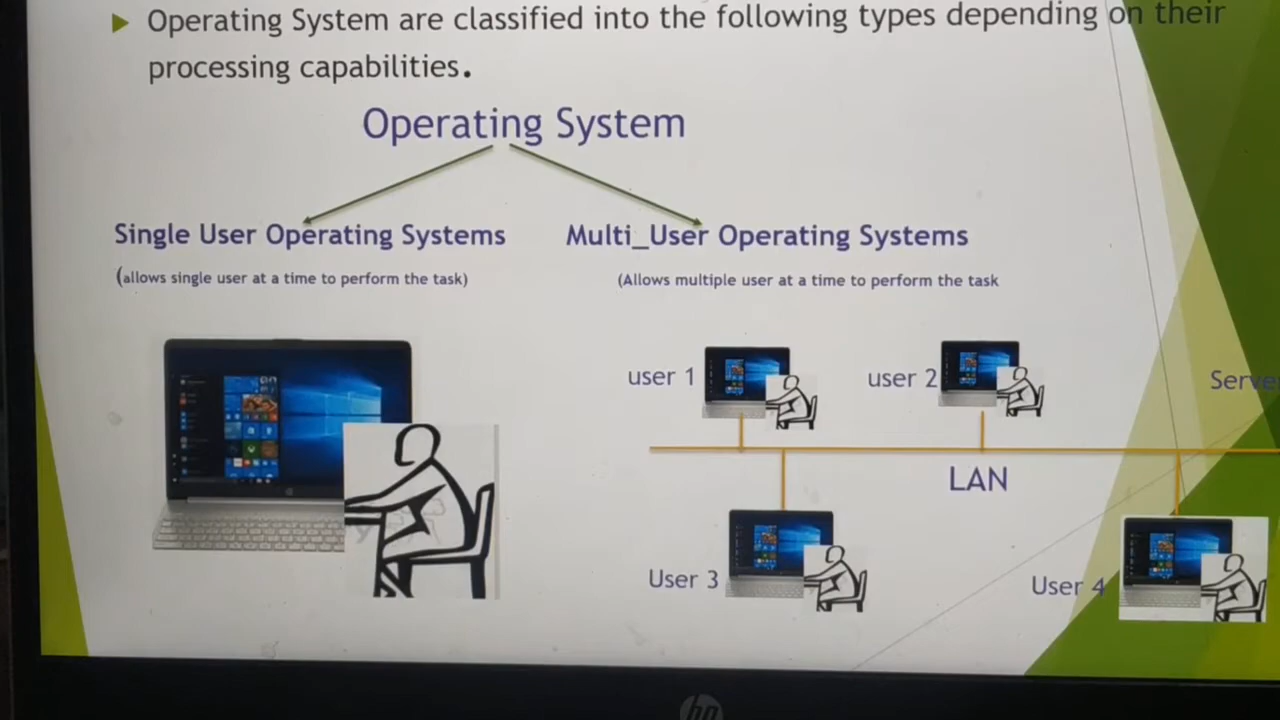 Operating System are classified into the following types depending on their
processing capabilities.
Operating System
Single User Operating Systems
Multi_User Operating Systems
(allows single user at a time to perform the task)
(Allows multiple user at a time to perform the task
user 1
user 2
Serve
LAN
User 3
User 4
hp